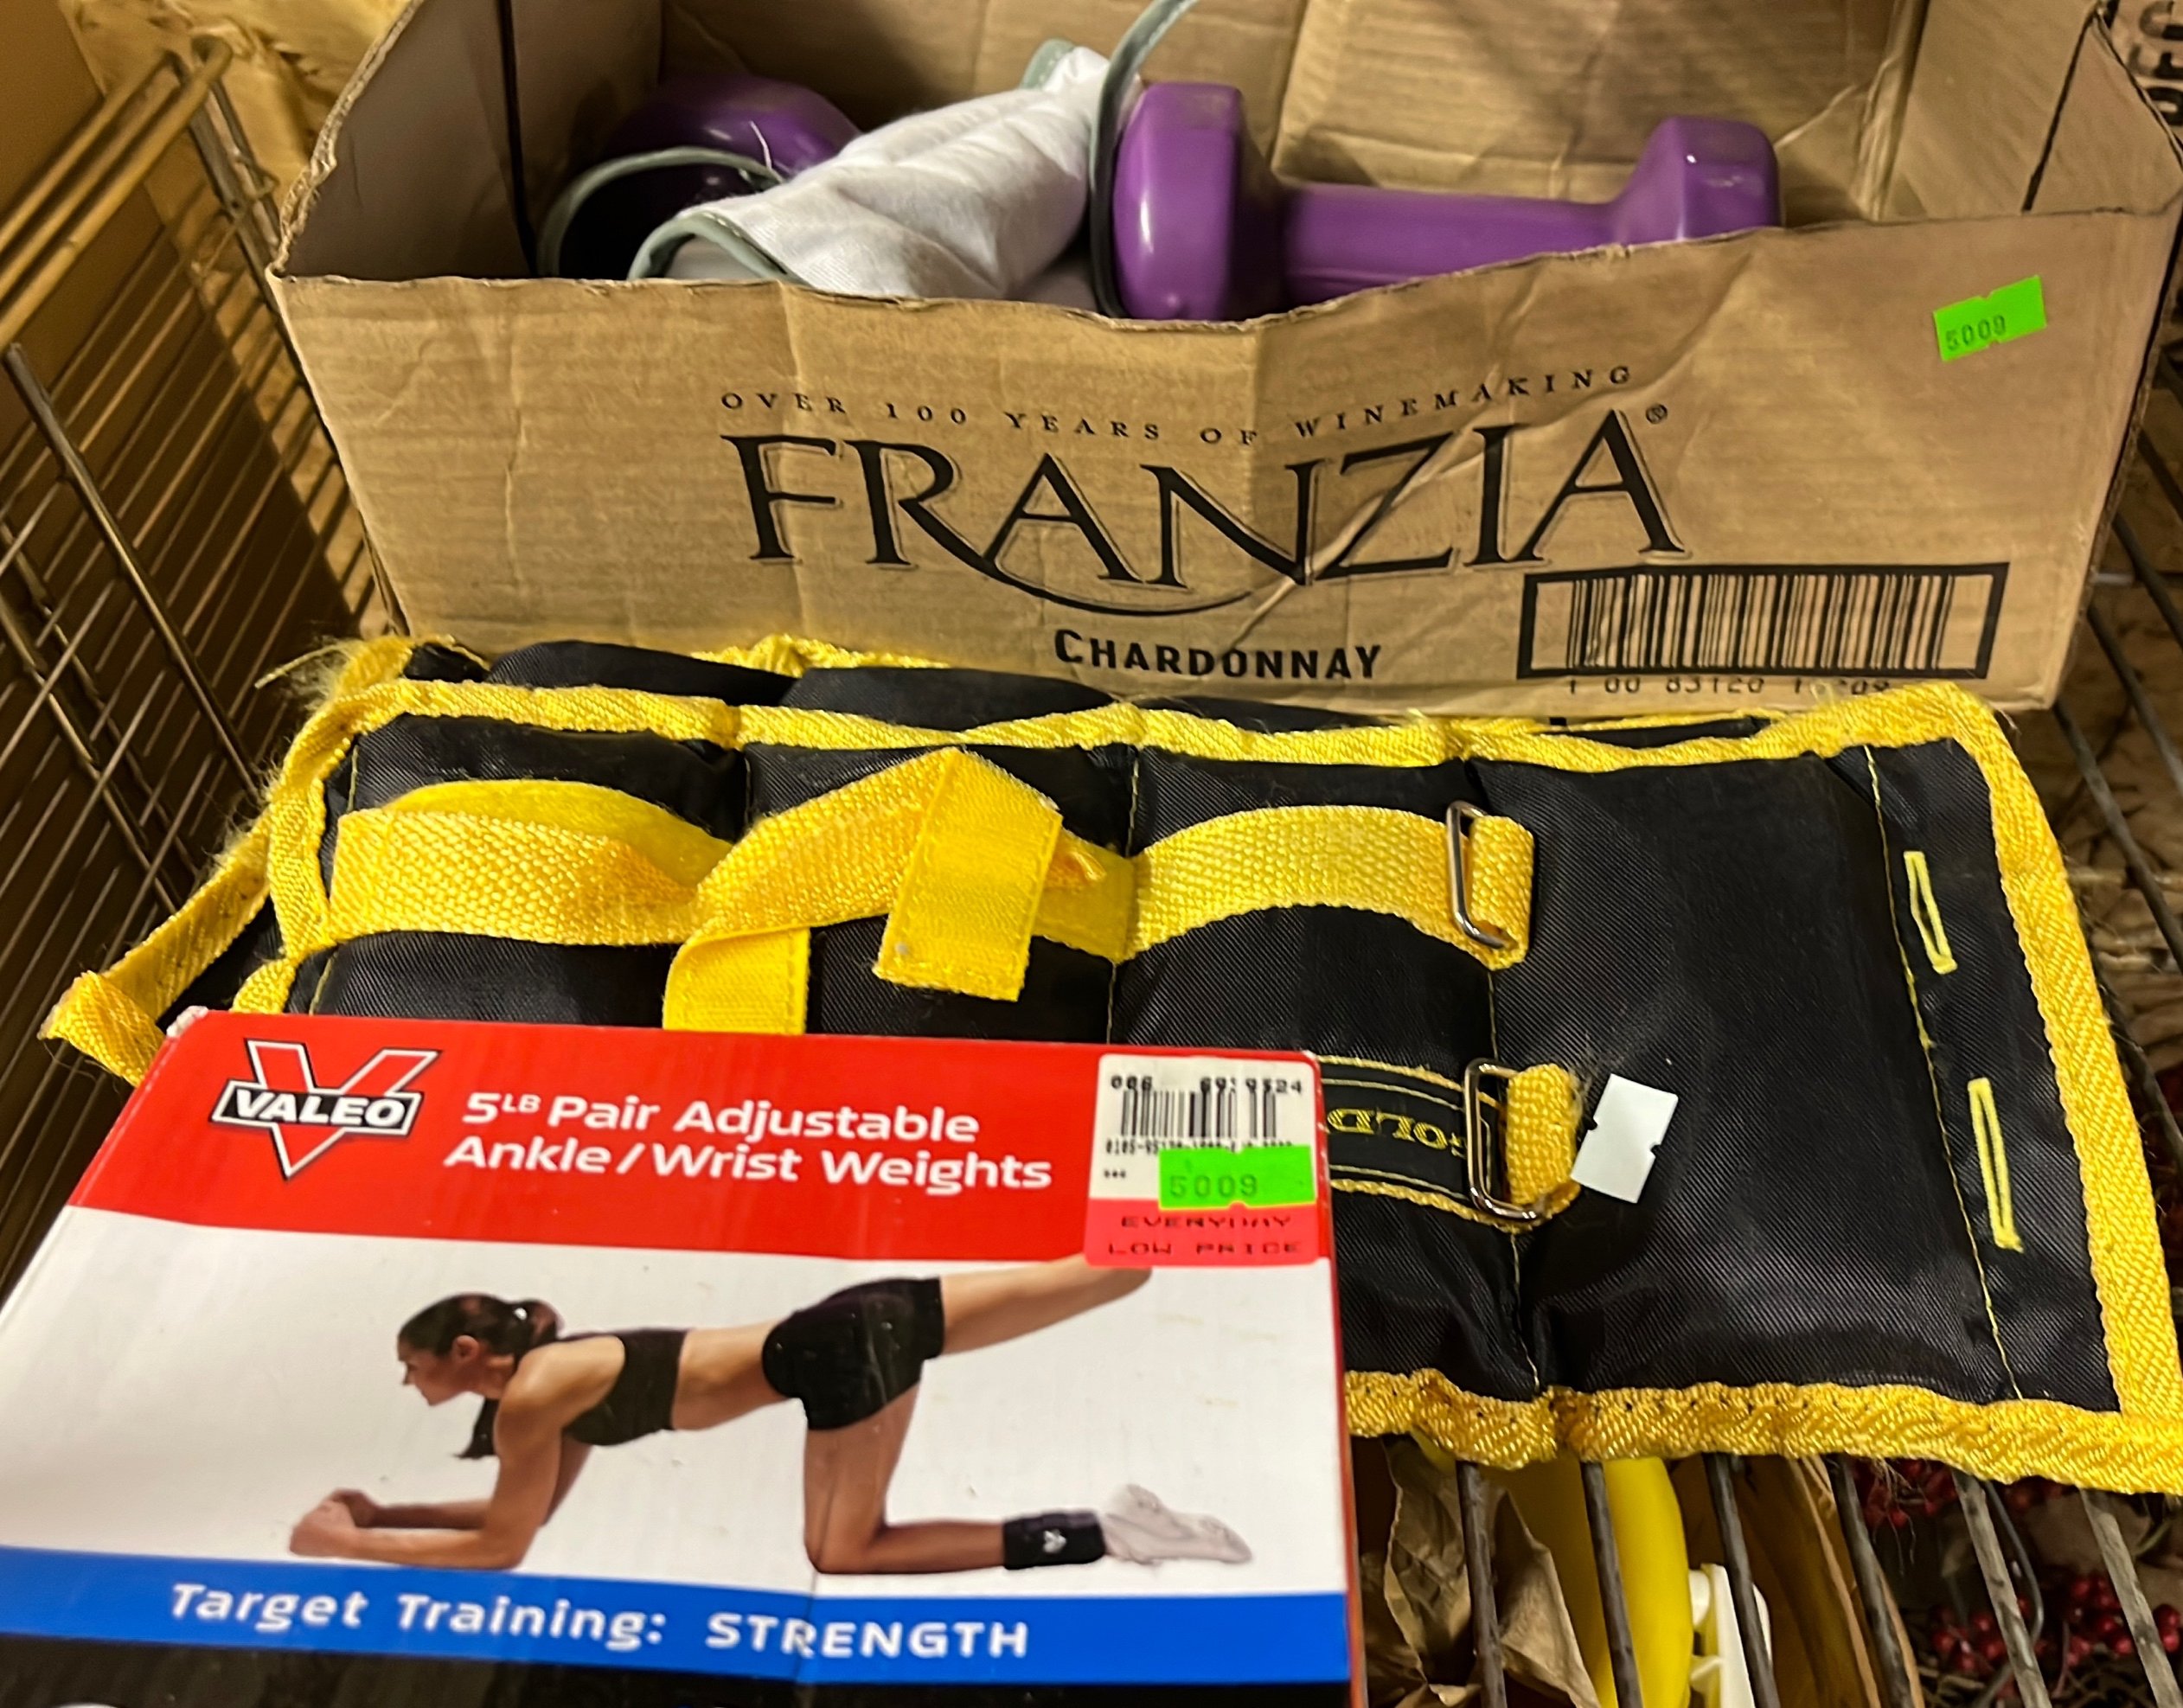 5009
OVER 100 YEARS OF WINEMAKING
FRANZIA®
CHARDONNAY
VALEO
5LB Pair Adjustable
Ankle/Wrist Weights
5009
EVERYDAY
LOW PRICE
Target Training: STRENGTH